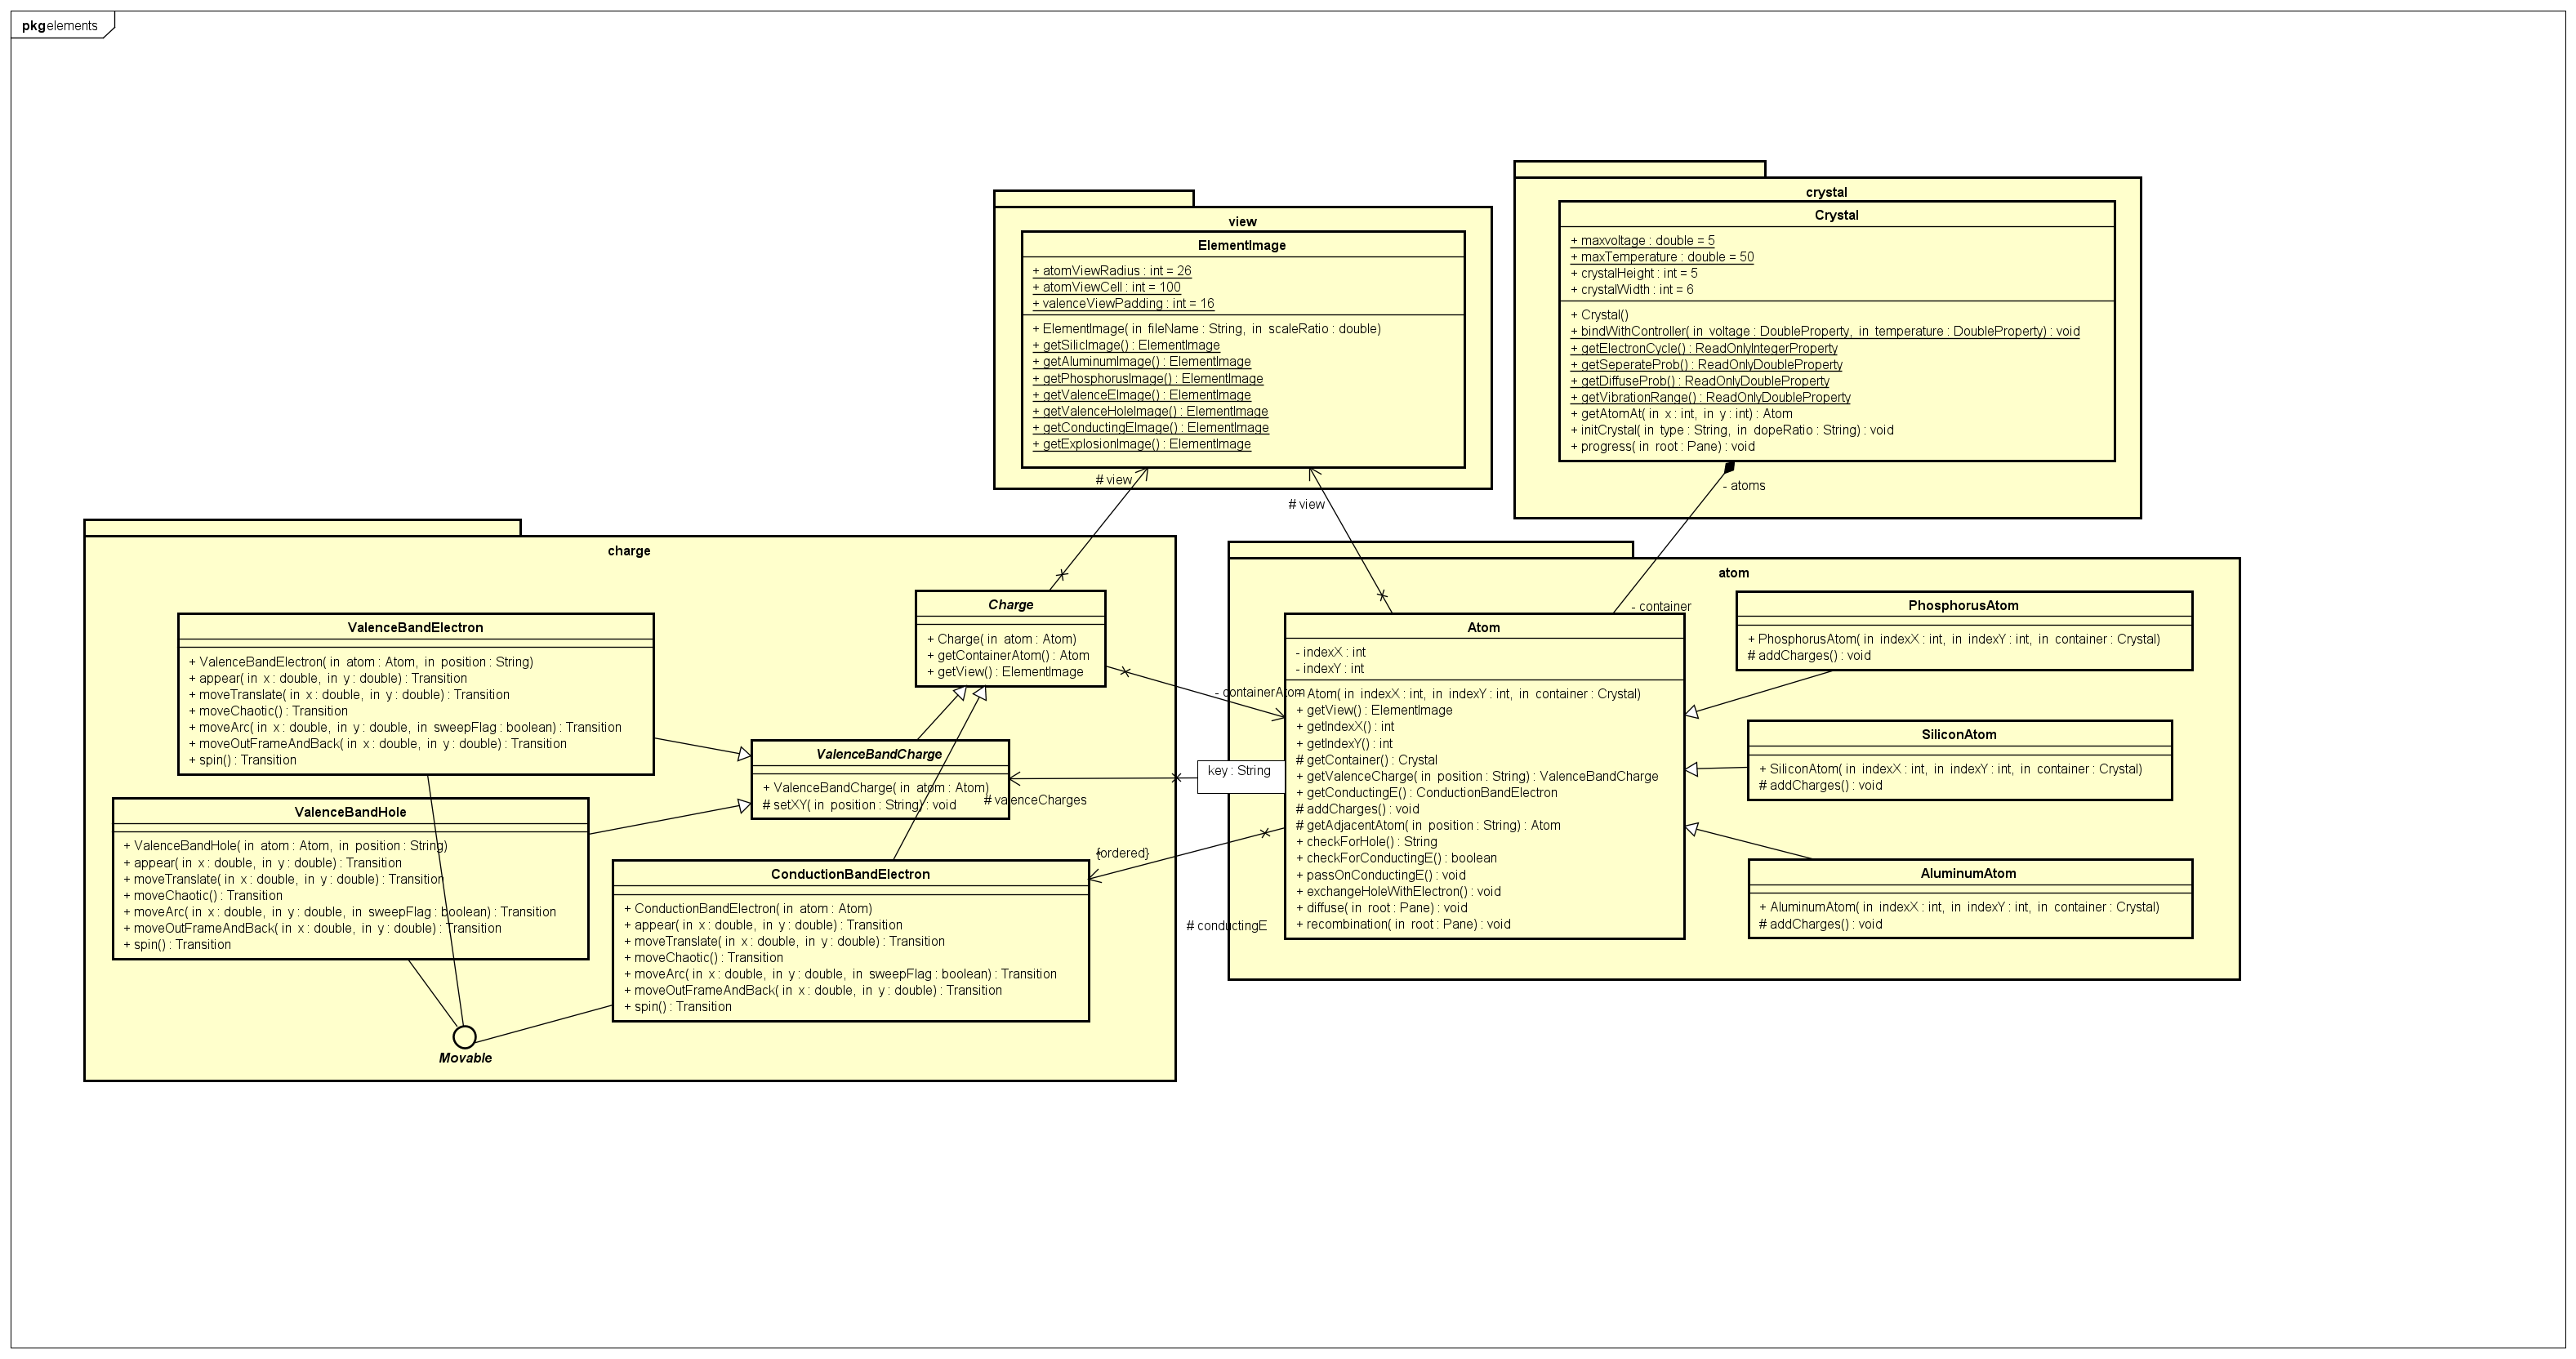 pkg elements
crystal
Crystal
+ maxvoltage : double = 5
+ maxTemperature : double = 50
+ crystalHeight : int = 5
+ crystalWidth : int = 6
+ Crystal()
+ bindWithController( in voltage : DoubleProperty, in temperature : DoubleProperty) : void
+ getElectronCycle() : ReadOnlyIntegerProperty
+ getSeperateProb() : ReadOnlyDoubleProperty
+ getDiffuseProb() : ReadOnlyDoubleProperty
+ getVibrationRange() : ReadOnlyDoubleProperty
+ getAtomAt( in x : int, in y : int) : Atom
+ initCrystal( in type : String, in dopeRatio : String) : void
+ progress( in root : Pane) : void
- atoms
view
ElementImage
+ atomViewRadius : int = 26
+ atomViewCell : int = 100
+ valenceViewPadding : int = 16
+ ElementImage( in fileName : String, in scaleRatio : double)
+ getSilicImage() : ElementImage
+ getAluminumImage() : ElementImage
+ getPhosphorusImage() : ElementImage
+ getValenceEImage() : ElementImage
+ getValenceHoleImage() : ElementImage
+ getConductingEImage() : ElementImage
+ getExplosionImage() : ElementImage
# view
# view
charge
Charge
+ Charge( in atom : Atom)
+ getContainerAtom() : Atom
+ getView() : ElementImage
- containerAtom
ValenceBandElectron
+ ValenceBandElectron( in atom : Atom, in position : String)
+ appear( in x : double, in y : double) : Transition
+ moveTranslate( in x : double, in y : double) : Transition
+ moveChaotic() : Transition
+ moveArc( in x : double, in y : double, in sweepFlag : boolean) : Transition
+ moveOutFrameAndBack( in x : double, in y : double) : Transition
+ spin() : Transition
ValenceBandCharge
+ ValenceBandCharge( in atom : Atom)
# setXY( in position : String) : void
# valenceCharges
key : String
ValenceBandHole
+ ValenceBandHole( in atom : Atom, in position : String)
+ appear( in x : double, in y : double) : Transition
+ moveTranslate( in x : double, in y : double) : Transition
+ moveChaotic() : Transition
+ moveArc( in x : double, in y : double, in sweepFlag : boolean) : Transition
+ moveOutFrameAndBack( in x : double, in y : double) : Transition
+ spin() : Transition
ConductionBandElectron
+ ConductionBandElectron( in atom : Atom)
+ appear( in x : double, in y : double) : Transition
+ moveTranslate( in x : double, in y : double) : Transition
+ moveChaotic() : Transition
+ moveArc( in x : double, in y : double, in sweepFlag : boolean) : Transition
+ moveOutFrameAndBack( in x : double, in y : double) : Transition
+ spin() : Transition
{ordered}
# conductingE
Movable
atom
- container
Atom
- indexX : int
- indexY : int
+ Atom( in indexX : int, in indexY : int, in container : Crystal)
+ getView() : ElementImage
+ getIndexX() : int
+ getIndexY() : int
# getContainer() : Crystal
+ getValenceCharge( in position : String) : ValenceBandCharge
+ getConductingE() : ConductionBandElectron
# addCharges() : void
# getAdjacentAtom( in position : String) : Atom
+ checkForHole() : String
+ checkForConductingE() : boolean
+ passOnConductingE() : void
+ exchangeHoleWithElectron() : void
+ diffuse( in root : Pane) : void
+ recombination( in root : Pane) : void
PhosphorusAtom
+ PhosphorusAtom( in indexX : int, in indexY : int, in container : Crystal)
# addCharges() : void
SiliconAtom
+ SiliconAtom( in indexX : int, in indexY : int, in container : Crystal)
# addCharges() : void
AluminumAtom
+ AluminumAtom( in indexX : int, in indexY : int, in container : Crystal)
# addCharges() : void